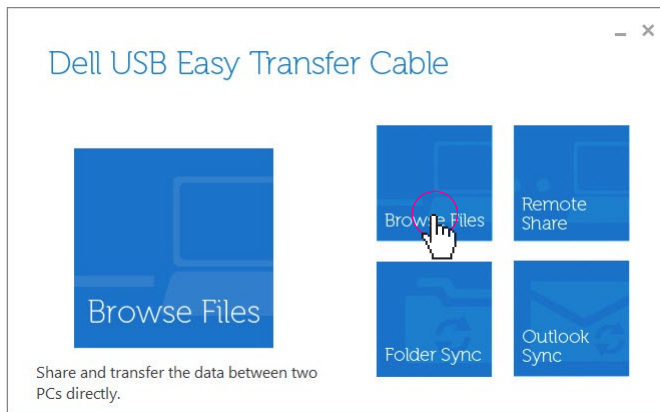 Dell USB Easy Transfer Cable
Browse Files
Share and transfer the data between two
PCs directly.
Browse Files
Remote
Share
Folder Sync
Outlook
Sync